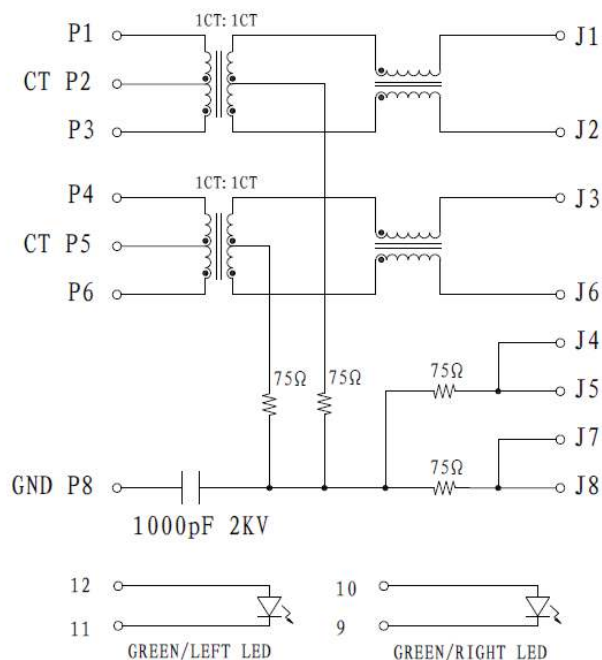 1CT: 1CT
P1
J1
CT P2
P3
J2
1CT: 1CT
P4
J3
CT P5
P6
J6
J4
75Ω
75Ω
75Ω
J5
J7
75Ω
GND P8
J8
1000pF 2KV
12
10
11
9
GREEN/LEFT LED
GREEN/RIGHT LED